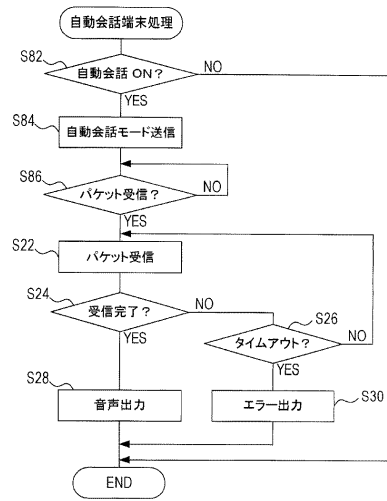 自動会話端末処理
S82
自動会話 ON?
NO
YES
S84
自動会話モード送信
S86
パケット受信?
NO
YES
S22
パケット受信
S24
受信完了?
NO
YES
S26
タイムアウト?
NO
YES
S28
音声出力
エラー出力
S30
END